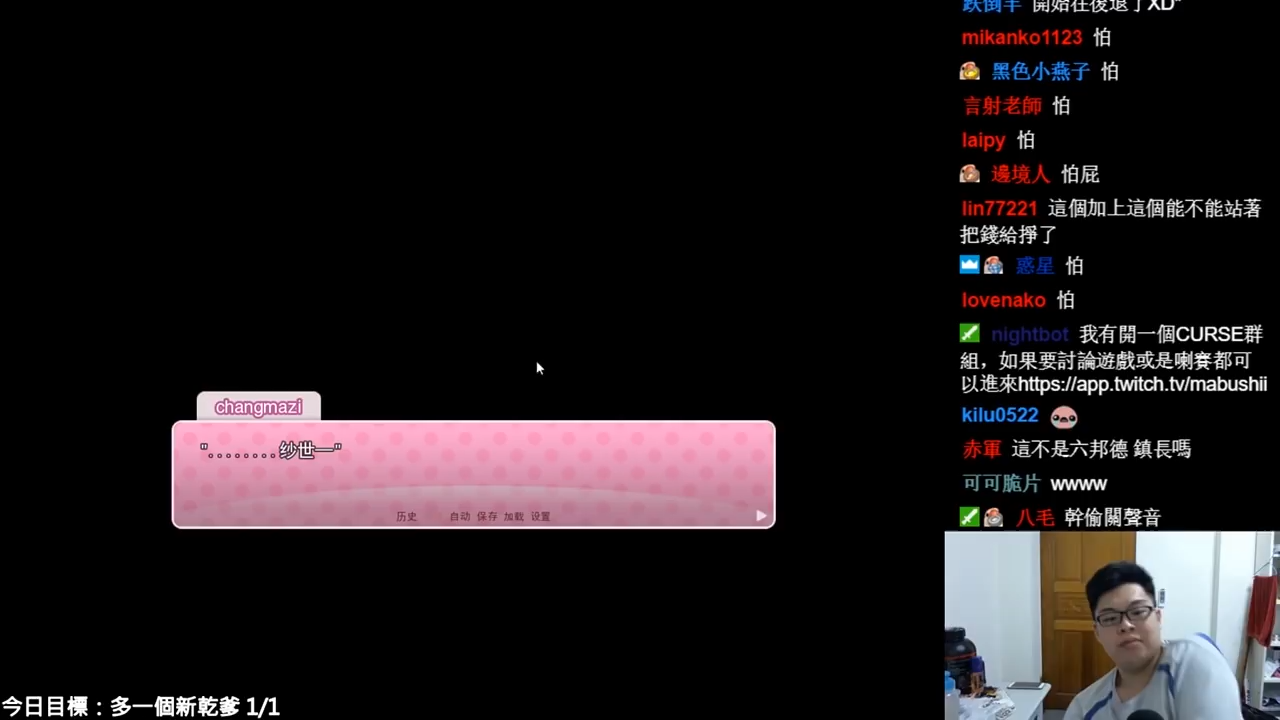 跌倒羊 開始在後退了XD"
mikanko1123 怕
黑色小燕子 怕
言射老師 怕
laipy 怕
邊境人 怕屁
lin77221 這個加上這個能不能站著
把錢給掙了
惑星 怕
lovenako 怕
nightbot 我有開一個CURSE群
組，如果要討論遊戲或是喇賽都可
以進來https://app.twitch.tv/mabushii
kilu0522
赤軍 這不是六邦德 鎮長嗎
可可脆片 wwww
八毛 幹偷關聲音
changmazi
"........纱世—"
历史 自动 保存 加载 设置
今日目標：多一個新乾爹 1/1